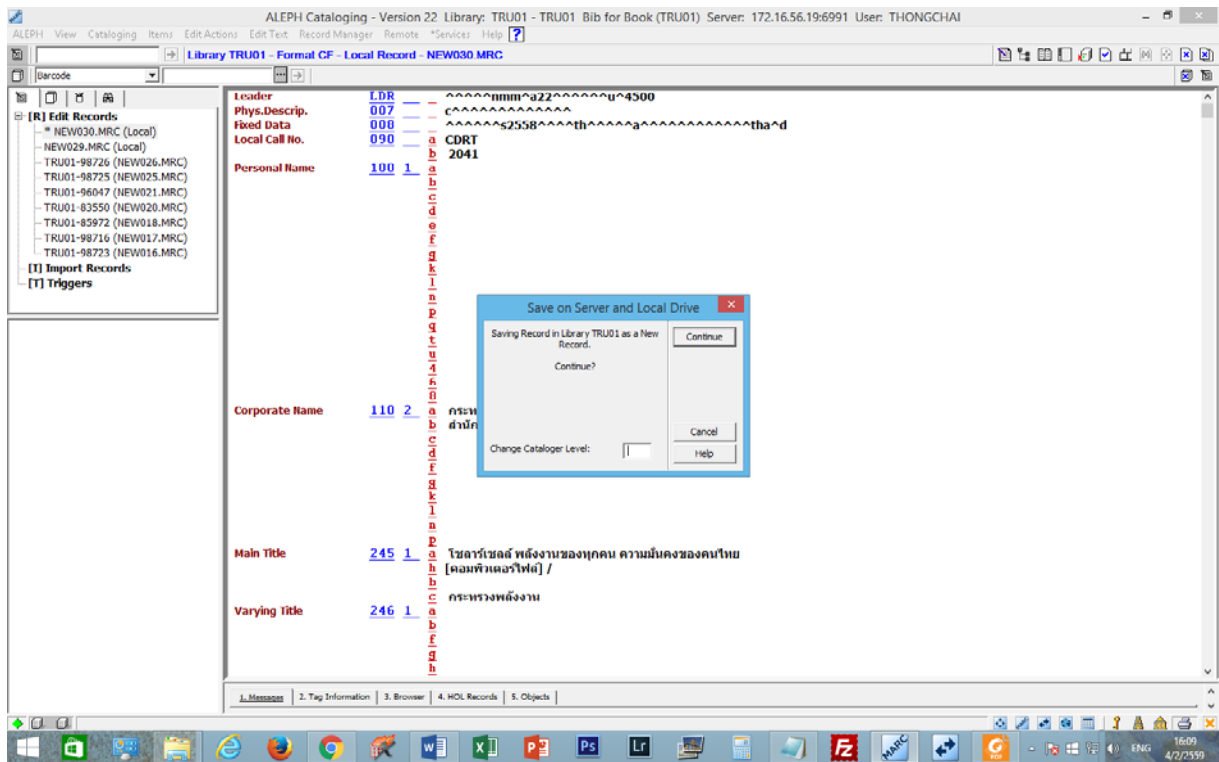 ALEPH Cataloging - Version 22 Library: TRU01 - TRU01 Bib for Book (TRU01) Server: 172.16.56.19:6991 User: THONGCHAI
ALEPH View Cataloging Items Edit Actions Edit Text Record Manager Remote *Services Help ?
Library TRU01 - Format CF - Local Record - NEW030.MRC
Barcode
[R] Edit Records
* NEW030.MRC (Local)
NEW029.MRC (Local)
TRU01-98726 (NEW026.MRC)
TRU01-98725 (NEW025.MRC)
TRU01-96047 (NEW021.MRC)
TRU01-83550 (NEW020.MRC)
TRU01-85972 (NEW018.MRC)
TRU01-98716 (NEW017.MRC)
TRU01-98723 (NEW016.MRC)
[I] Import Records
[T] Triggers
Leader LDR ^^^^^nmm^a22^^^^^^u^4500
Phys.Descrip. 007 c^^^^^^^^^^^^^
Fixed Data 008 ^^^^^^s2558^^^^th^^^^^a^^^^^^^^^^^^tha^d
Local Call No. 090 a CDRT
b 2041
Personal Name 100 1 a
b
c
d
e
f
g
k
l
n
p
q
t
u
4
6
8
Corporate Name 110 2 a
b
c
d
f
g
k
l
n
p
Main Title 245 1 a โซลาร์เซลล์ พลังงานของทุกคน ความมั่นคงของคนไทย
h [คอมพิวเตอร์ไฟล์] /
b
c กระทรวงพลังงาน
Varying Title 246 1 a
b
f
g
h
Save on Server and Local Drive
Saving Record in Library TRU01 as a New
Record.
Continue?
Continue
Cancel
Change Cataloger Level:
Help
1. Messages 2. Tag Information 3. Browser 4. HOL Records 5. Objects
Ps Lr Fz MARC
ENG 16:09
4/2/2559